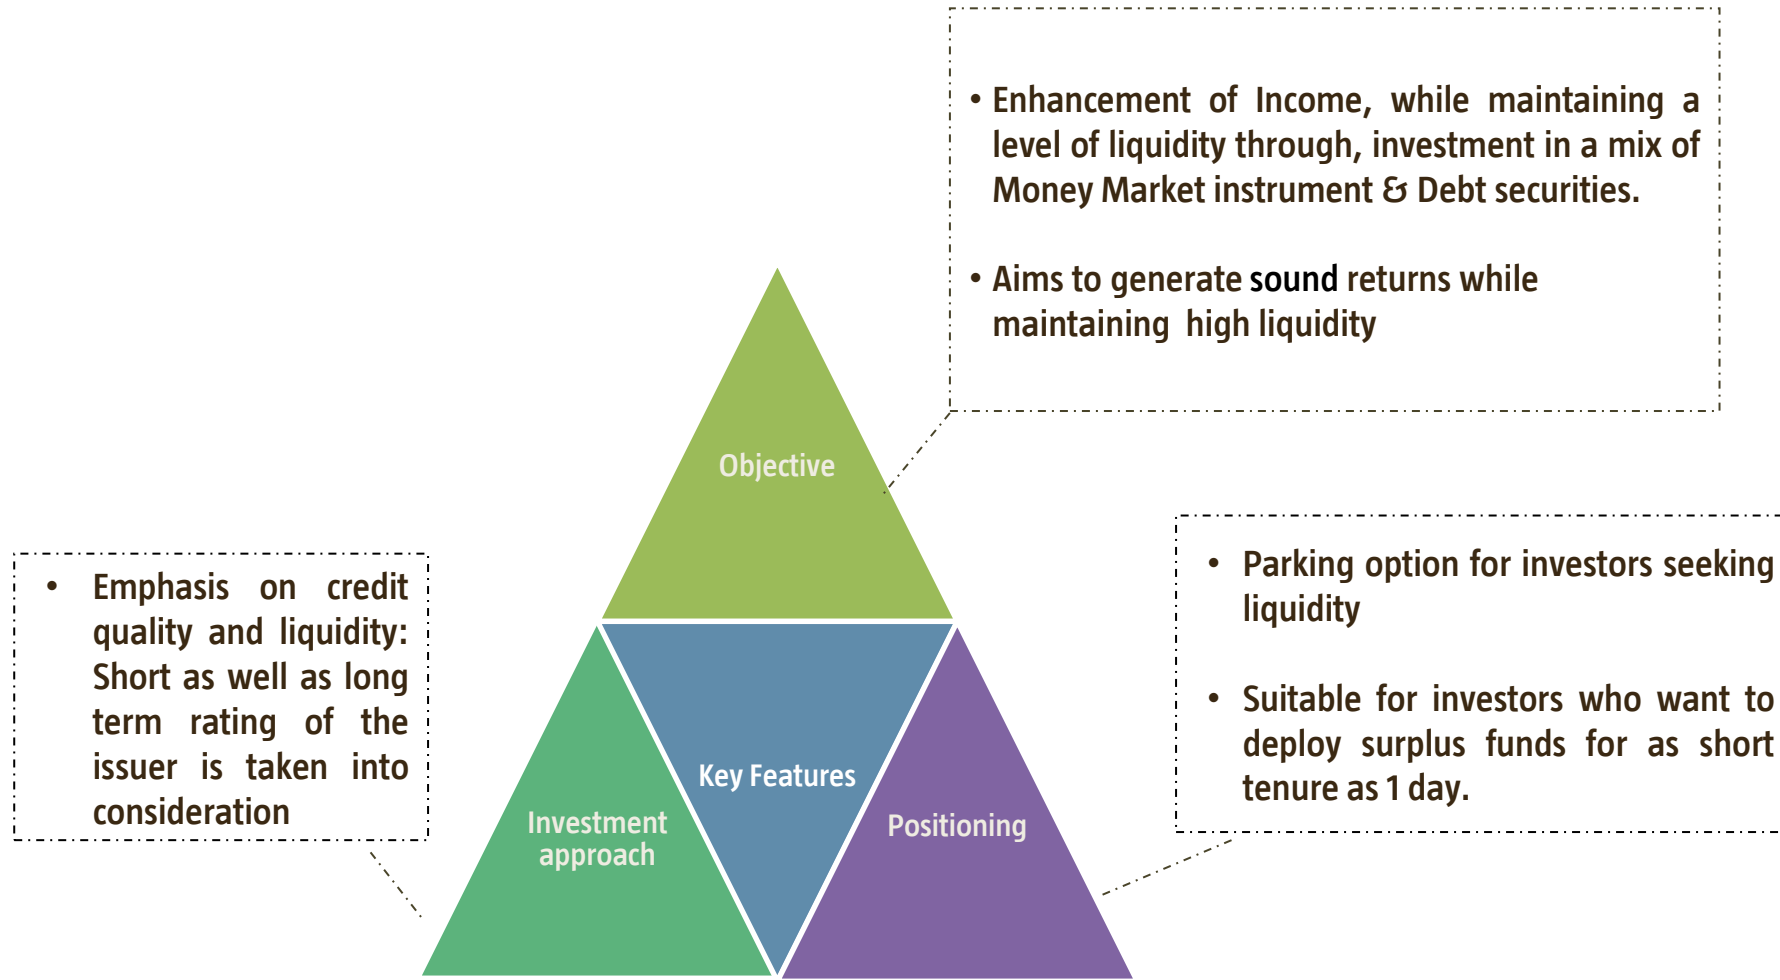 • Enhancement of Income, while maintaining a
level of liquidity through, investment in a mix of
Money Market instrument & Debt securities.
• Aims to generate sound returns while
maintaining high liquidity
Objective
• Emphasis on credit
quality and liquidity:
Short as well as long
term rating of the
issuer is taken into
consideration
• Parking option for investors seeking
liquidity
• Suitable for investors who want to
deploy surplus funds for as short
tenure as 1 day.
Key Features
Investment
approach
Positioning